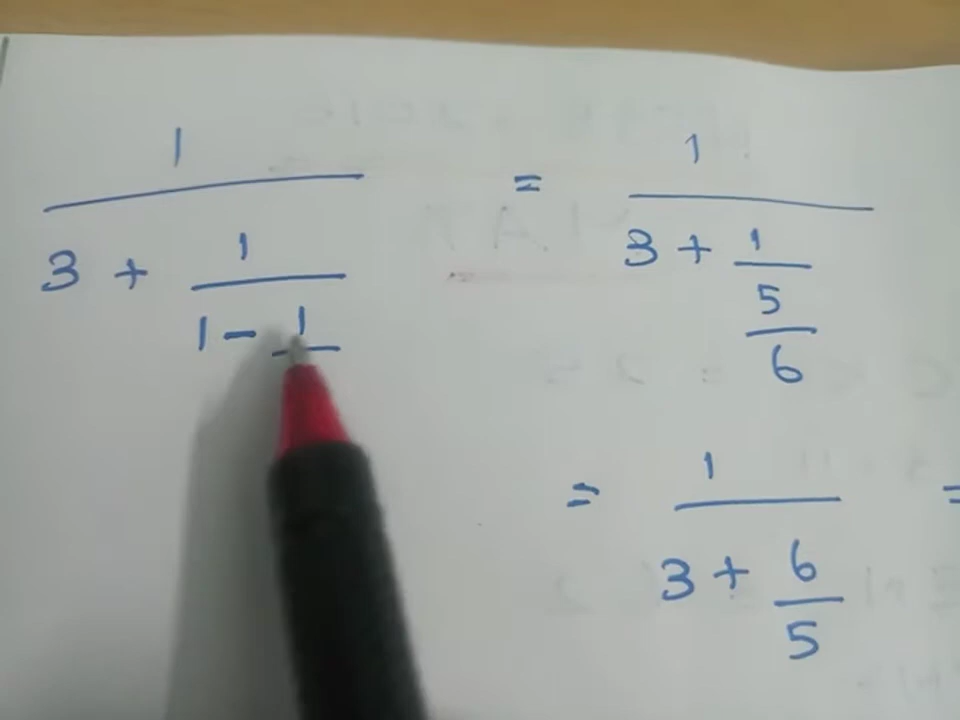 1 = 1
3 + 1 3 + 1
1 - 1 5
6
= 1 =
3 + 6
5